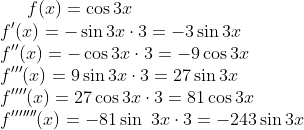 f(x) = cos 3x
f′(x) = − sin 3x · 3 = −3 sin 3x
f′′(x) = − cos 3x · 3 = −9 cos 3x
f′′′(x) = 9 sin 3x · 3 = 27 sin 3x
f′′′′(x) = 27 cos 3x · 3 = 81 cos 3x
f′′′′′′(x) = −81 sin 3x · 3 = −243 sin 3x